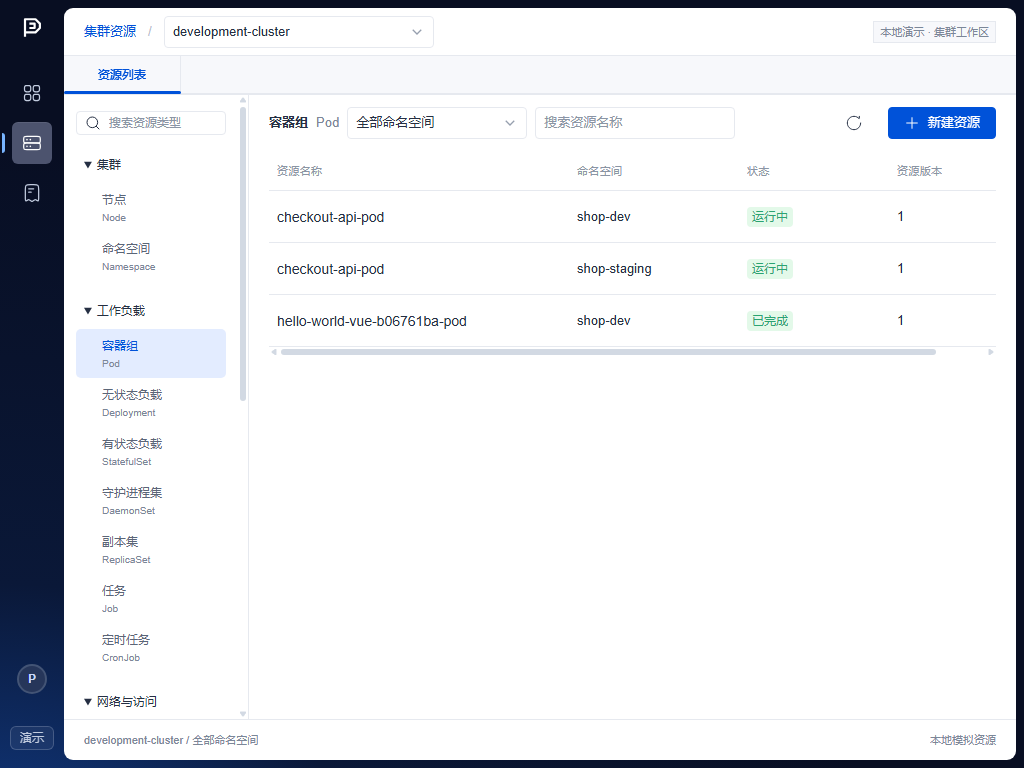 集群资源 / development-cluster 本地演示 · 集群工作区
资源列表
搜索资源类型
容器组 Pod 全部命名空间 搜索资源名称 新建资源
集群
节点
Node
命名空间
Namespace
工作负载
容器组
Pod
无状态负载
Deployment
有状态负载
StatefulSet
守护进程集
DaemonSet
副本集
ReplicaSet
任务
Job
定时任务
CronJob
网络与访问
资源名称 命名空间 状态 资源版本
checkout-api-pod shop-dev 运行中 1
checkout-api-pod shop-staging 运行中 1
hello-world-vue-b06761ba-pod shop-dev 已完成 1
P
演示
development-cluster / 全部命名空间 本地模拟资源